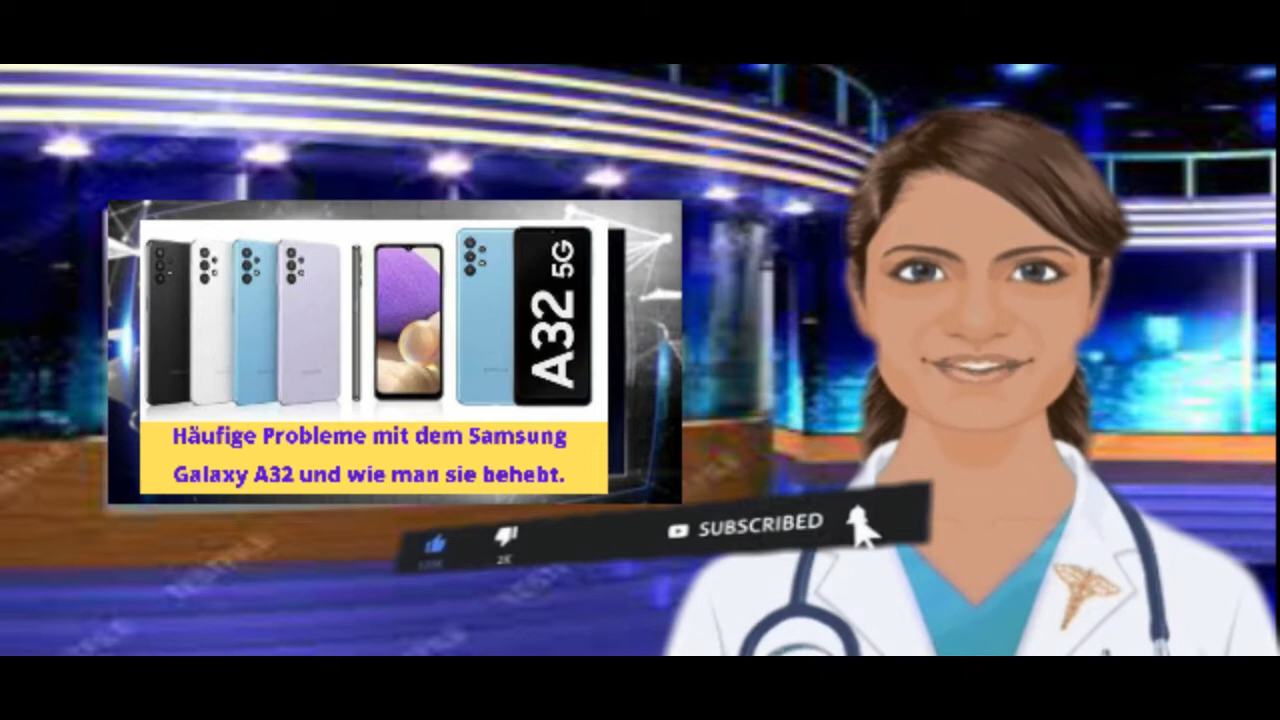 A32 5G
Häufige Probleme mit dem Samsung
Galaxy A32 und wie man sie behebt.
SUBSCRIBED
2K